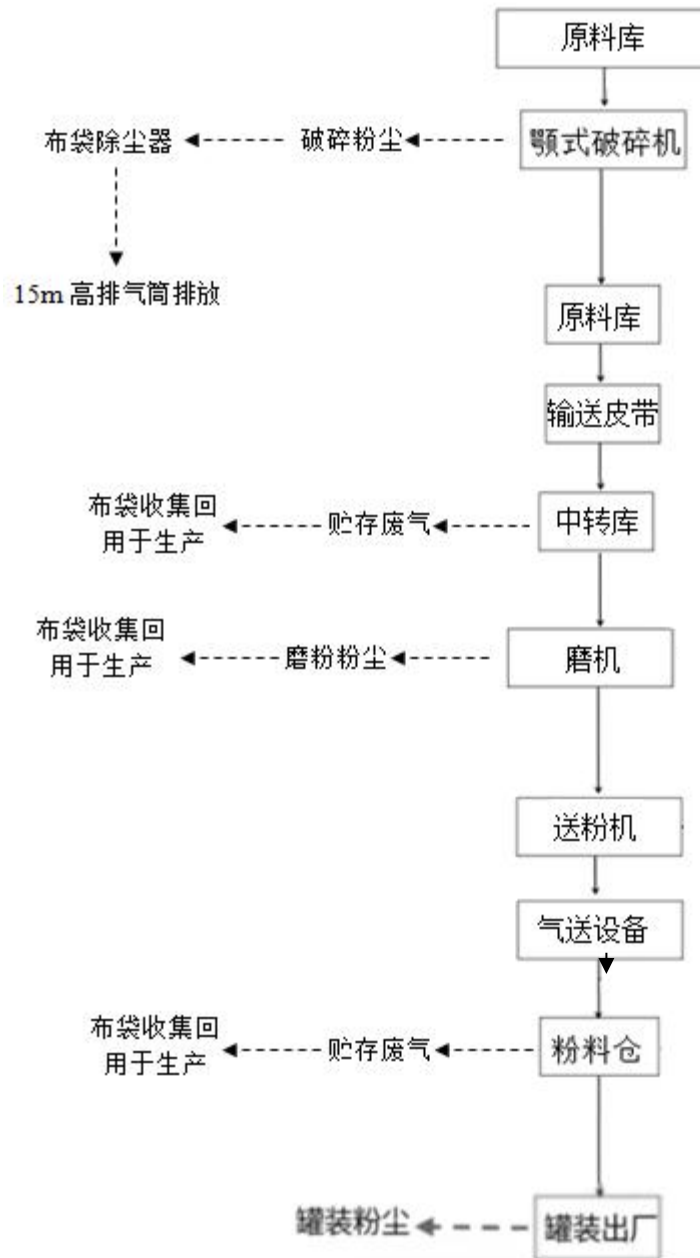 原料库
布袋除尘器
破碎粉尘
颚式破碎机
15m 高排气筒排放
原料库
输送皮带
布袋收集回
用于生产
贮存废气
中转库
布袋收集回
用于生产
磨粉粉尘
磨机
送粉机
气送设备
布袋收集回
用于生产
贮存废气
粉料仓
罐装粉尘
罐装出厂